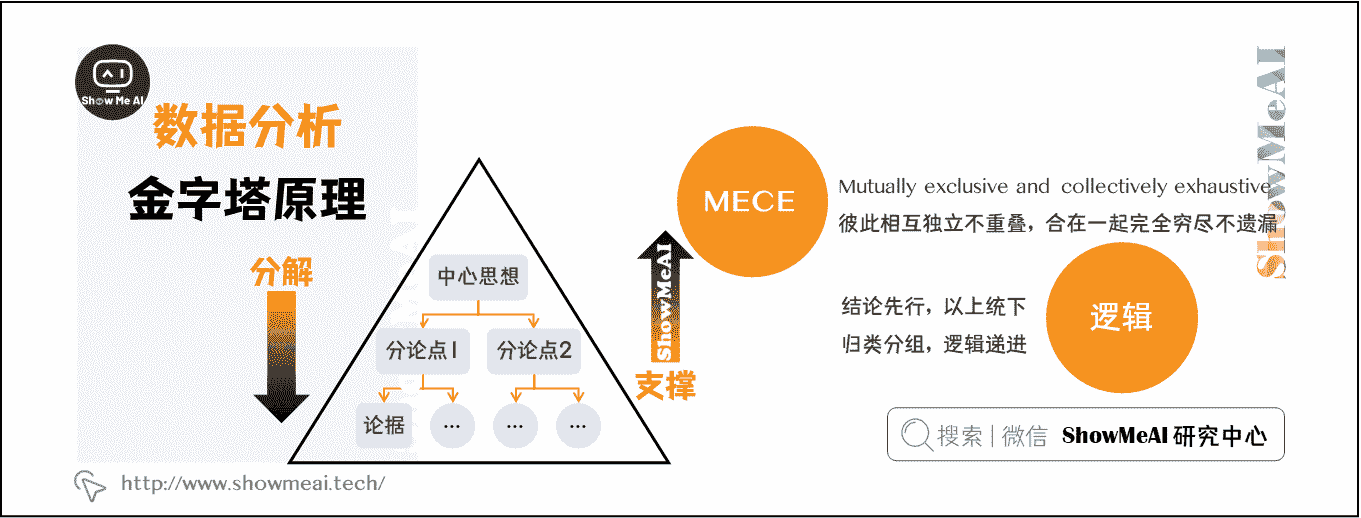 Show Me AI
数据分析
金字塔原理
分解
中心思想
分论点1
分论点2
论据
...
...
...
ShowMeAI
支撑
MECE
Mutually exclusive and collectively exhaustive
彼此相互独立不重叠，合在一起完全穷尽不遗漏
结论先行，以上统下
归类分组，逻辑递进
逻辑
ShowMeAI
搜索｜微信 ShowMeAI 研究中心
http://www.showmeai.tech/